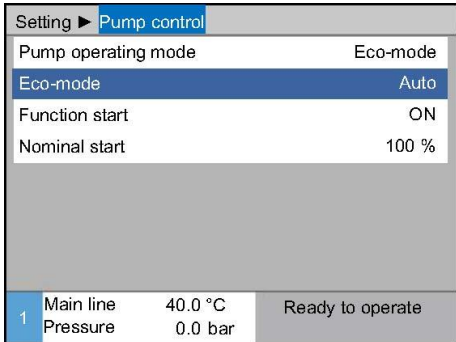 Setting ► Pump control
Pump operating mode Eco-mode
Eco-mode Auto
Function start ON
Nominal start 100 %
1 Main line 40.0 °C Ready to operate
Pressure 0.0 bar